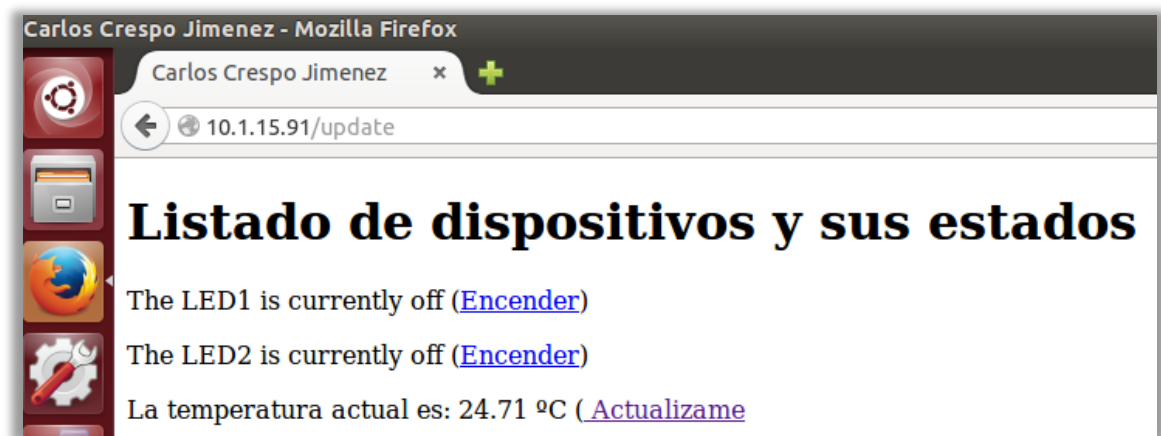 Carlos Crespo Jimenez - Mozilla Firefox
Carlos Crespo Jimenez
10.1.15.91/update
Listado de dispositivos y sus estados
The LED1 is currently off (Encender)
The LED2 is currently off (Encender)
La temperatura actual es: 24.71 ºC ( Actualizame